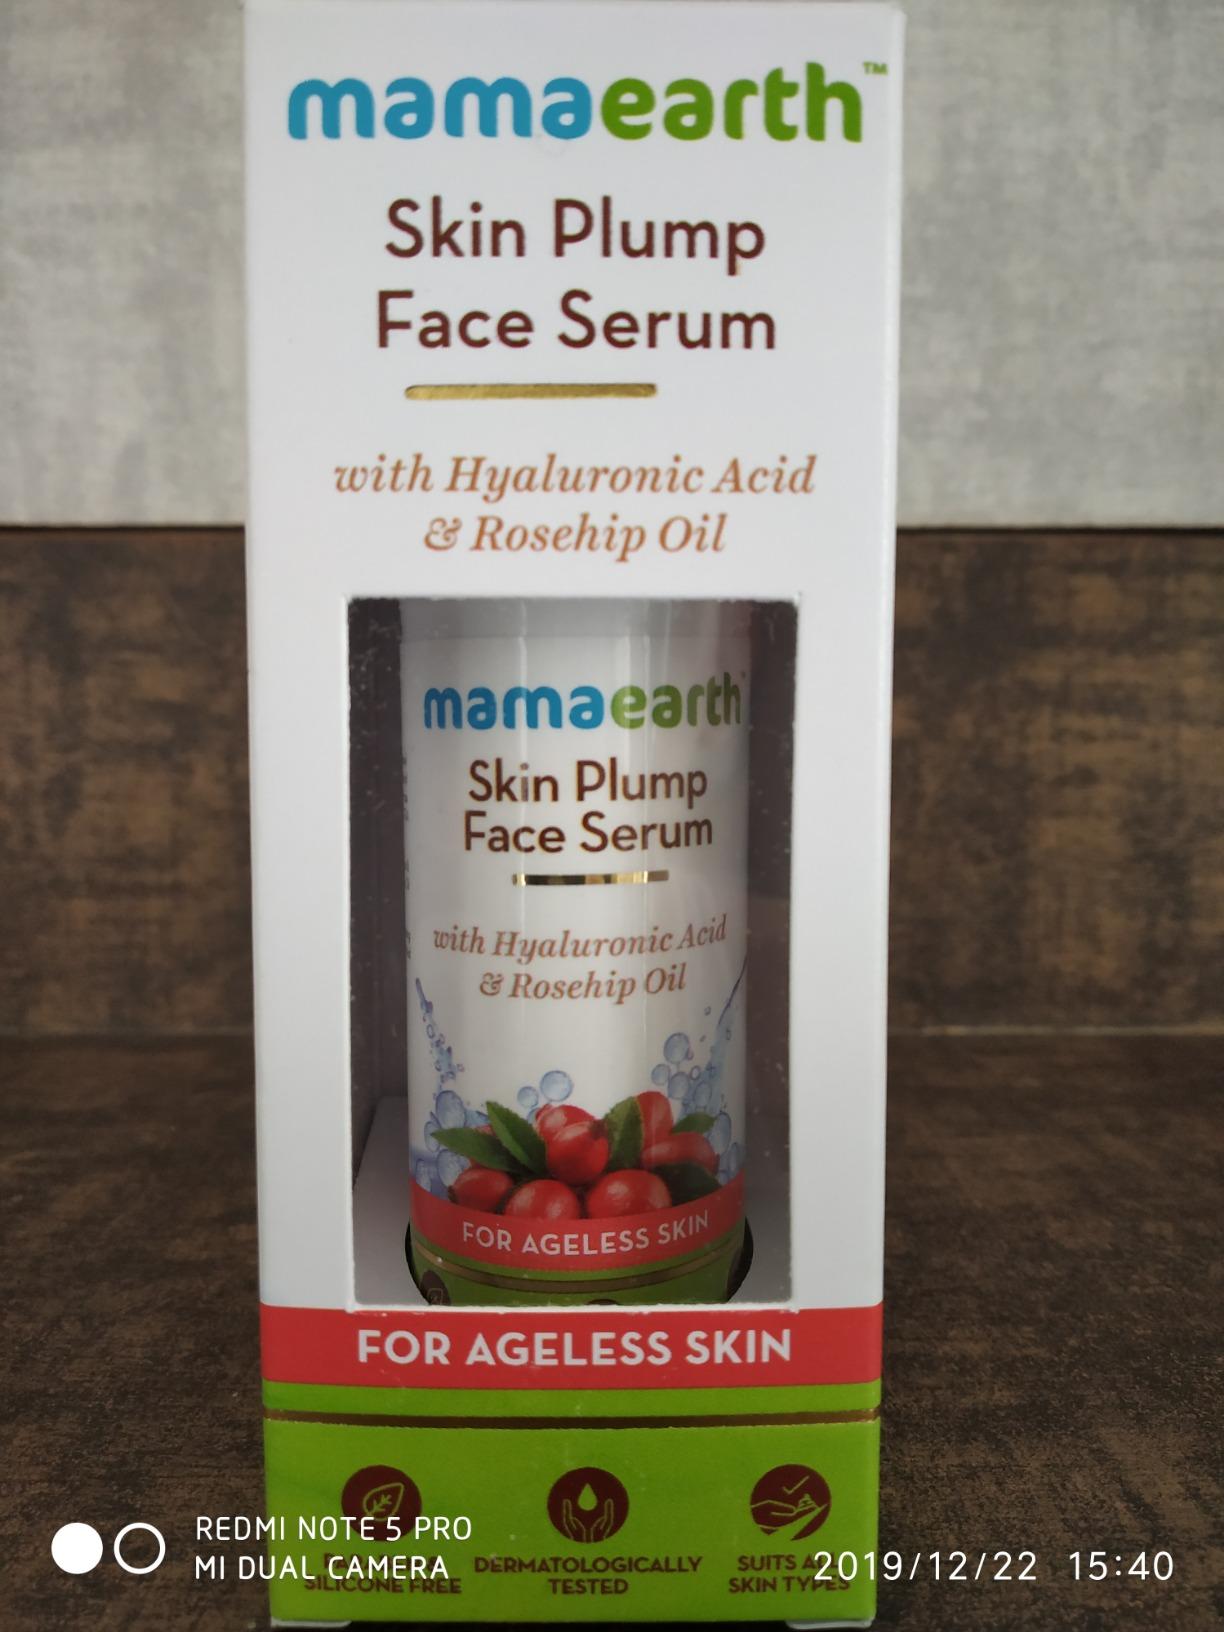 mamaearth™
Skin Plump
Face Serum
with Hyaluronic Acid
& Rosehip Oil
mamaearth
Skin Plump
Face Serum
with Hyaluronic Acid
& Rosehip Oil
FOR AGELESS SKIN
FOR AGELESS SKIN
SILICONE FREE
DERMATOLOGICALLY
TESTED
SUITS
SKIN TYPES
REDMI NOTE 5 PRO
MI DUAL CAMERA
2019/12/22 15:40